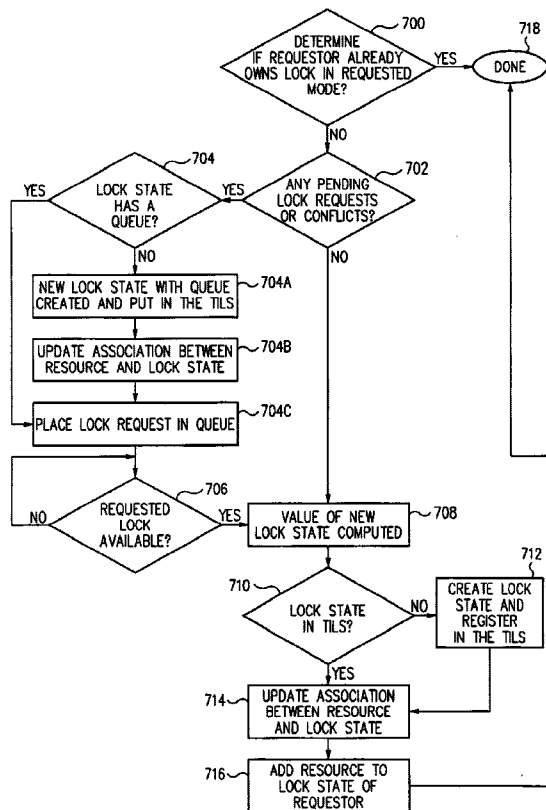 700
DETERMINE
IF REQUESTOR ALREADY
OWNS LOCK IN REQUESTED
MODE?
YES
718
DONE
NO
702
ANY PENDING
LOCK REQUESTS
OR CONFLICTS?
YES
NO
704
LOCK STATE
HAS A
QUEUE?
YES
NO
NEW LOCK STATE WITH QUEUE
CREATED AND PUT IN THE TILS
704A
UPDATE ASSOCIATION BETWEEN
RESOURCE AND LOCK STATE
704B
PLACE LOCK REQUEST IN QUEUE
704C
706
REQUESTED
LOCK
AVAILABLE?
NO
YES
VALUE OF NEW
LOCK STATE COMPUTED
708
710
LOCK STATE
IN TILS?
NO
YES
712
CREATE LOCK
STATE AND
REGISTER
IN THE TILS
714
UPDATE ASSOCIATION
BETWEEN RESOURCE
AND LOCK STATE
716
ADD RESOURCE TO
LOCK STATE OF
REQUESTOR